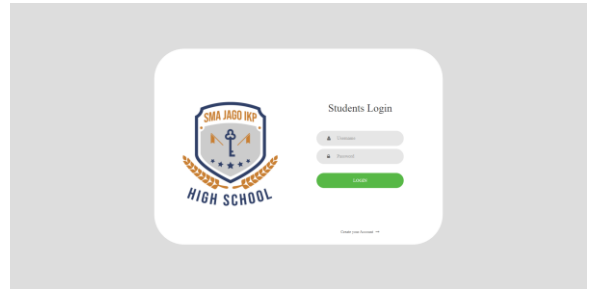 SMA JAGO IKP
HIGH SCHOOL
Students Login
Username
Password
LOGIN
Create your Account →